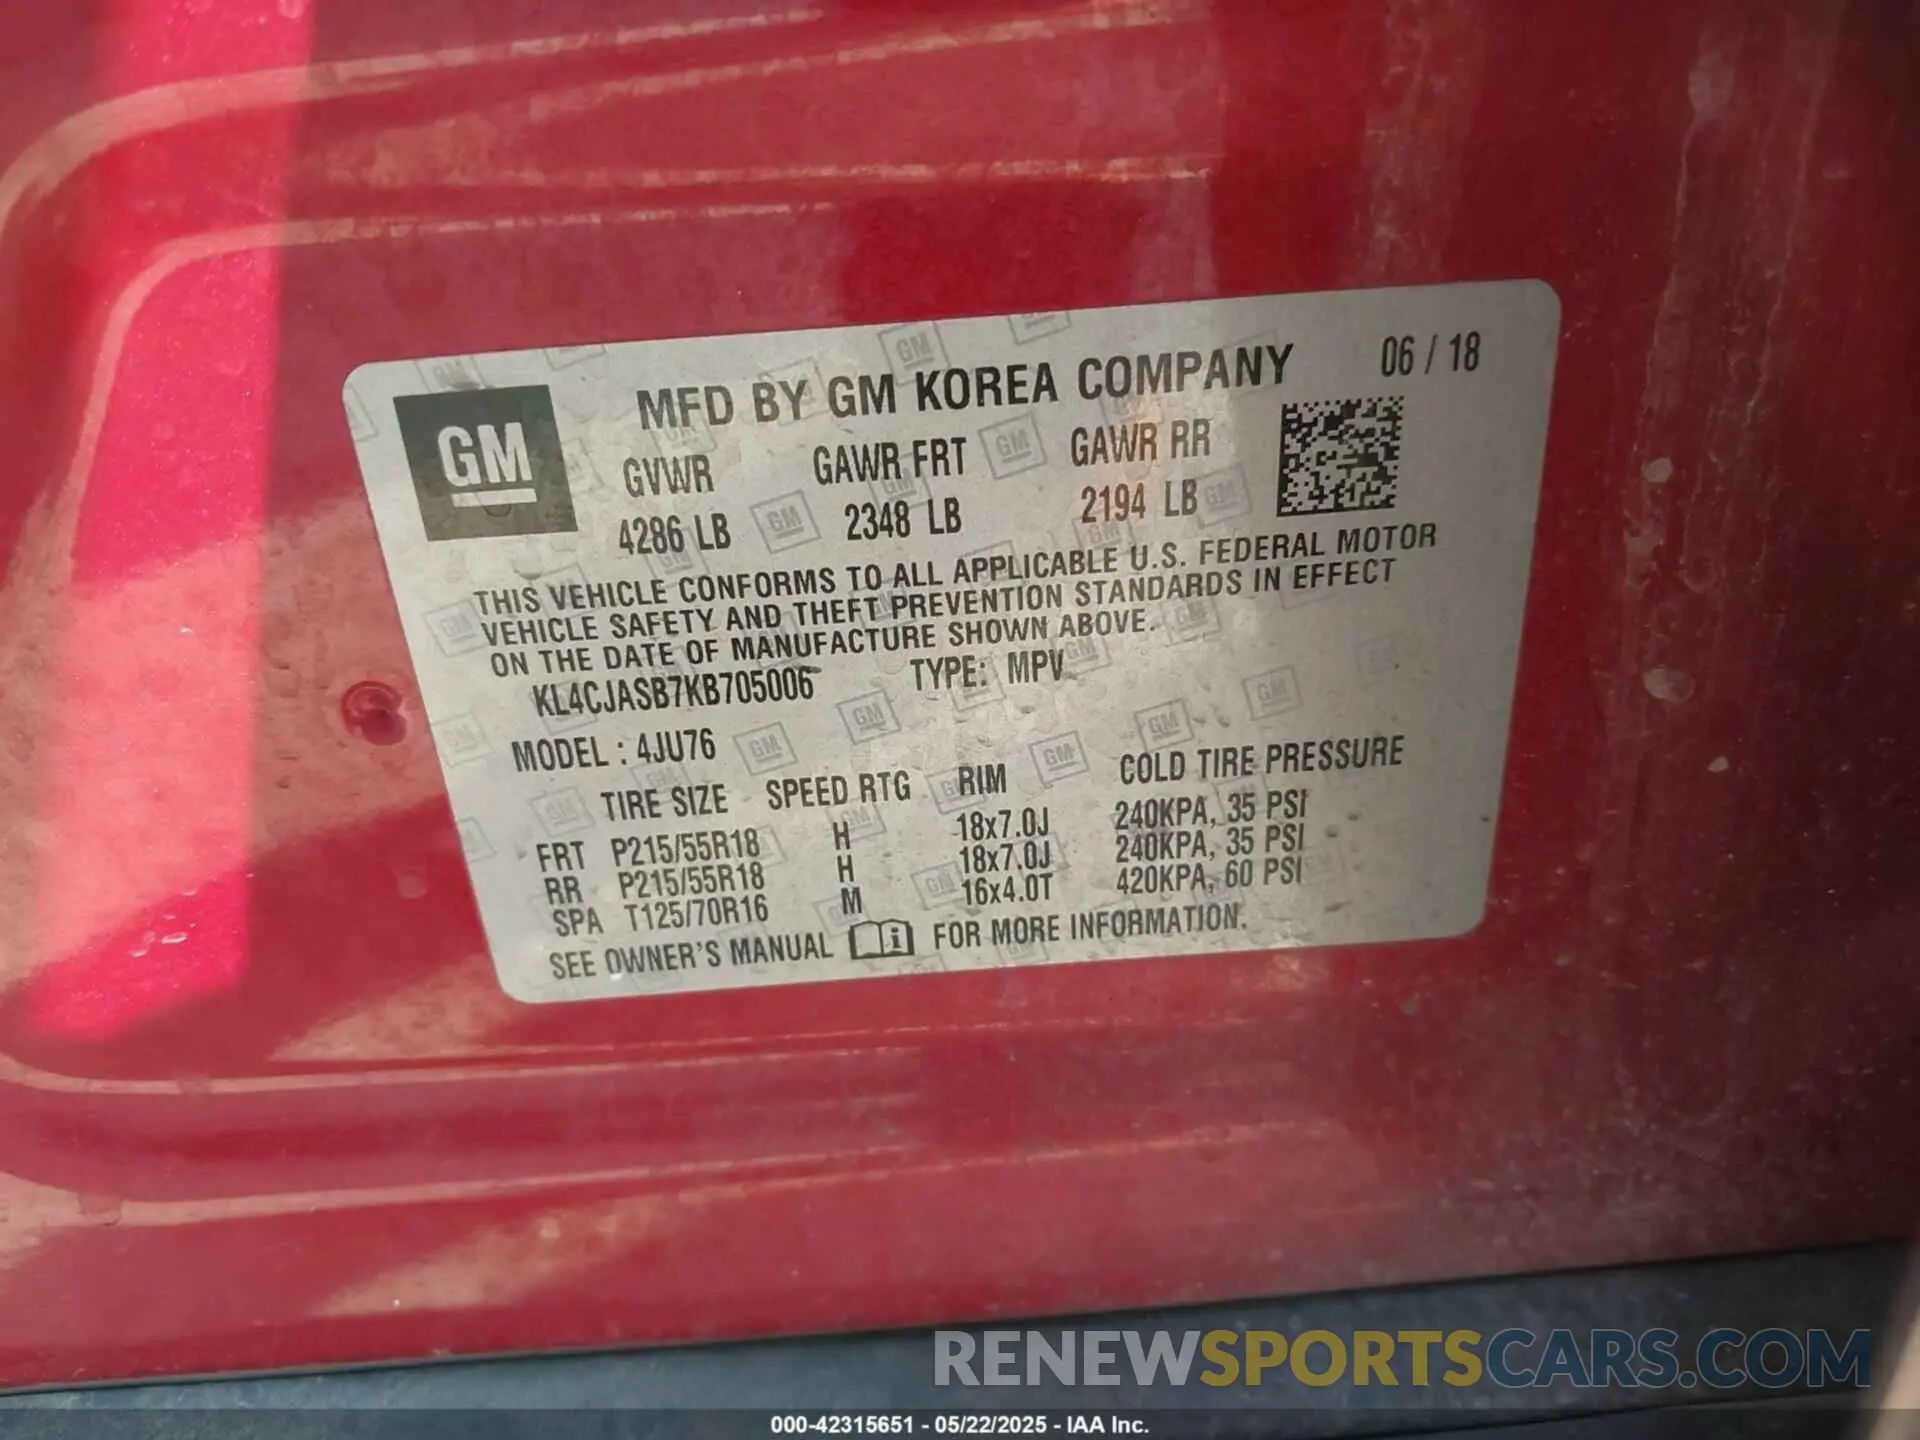 GM
MFD BY GM KOREA COMPANY 06 / 18
GVWR GAWR FRT GAWR RR
4286 LB 2348 LB 2194 LB
THIS VEHICLE CONFORMS TO ALL APPLICABLE U.S. FEDERAL MOTOR
VEHICLE SAFETY AND THEFT PREVENTION STANDARDS IN EFFECT
ON THE DATE OF MANUFACTURE SHOWN ABOVE.
KL4CJASB7KB705006 TYPE: MPV
MODEL : 4JU76
TIRE SIZE SPEED RTG RIM COLD TIRE PRESSURE
FRT P215/55R18 H 18x7.0J 240KPA, 35 PSI
RR P215/55R18 H 18x7.0J 240KPA, 35 PSI
SPA T125/70R16 M 16x4.0T 420KPA, 60 PSI
SEE OWNER'S MANUAL i FOR MORE INFORMATION.
RENEWSPORTSCARS.COM
000-42315651 - 05/22/2025 - IAA Inc.